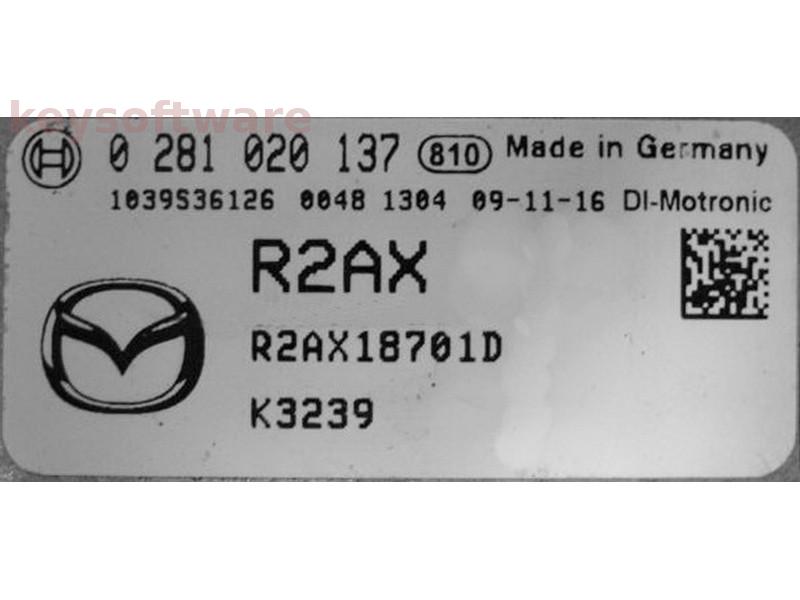 keysoftware
0 281 020 137 810 Made in Germany
1039S36126 0048 1304 09-11-16 DI-Motronic
R2AX
R2AX18701D
K3239